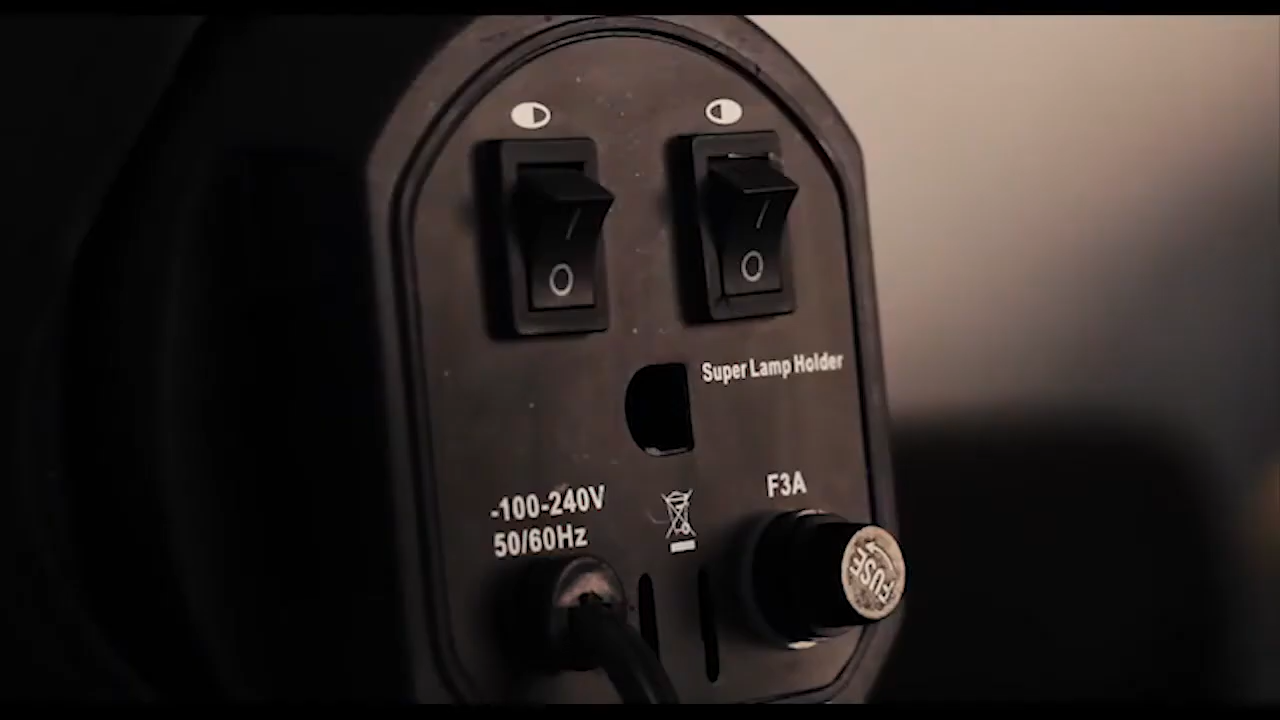 / /
O O
Super Lamp Holder
F3A
-100-240V
50/60Hz
FUSE